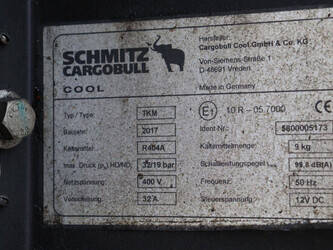 SCHMITZ
CARGOBULL
COOL
Hersteller:
Cargobull Cool GmbH & Co. KG
Von-Siemens-Straße 1
D-48691 Vreden
Made in Germany
Typ / Type: TKM
E1 10 R - 05 7000
Baujahr: 2017
Ident-Nr.: 5800005173
Kältemittel: R404A
Kältemittelmenge: 9 kg
max. Druck (ps) HD/ND: 32/19 bar
Schallleistungspegel 99,8 dB(A)
Netzspannung: 400 V
Frequenz: 50 Hz
Vorsicherung: 32 A
Steuerspannung: 12V DC